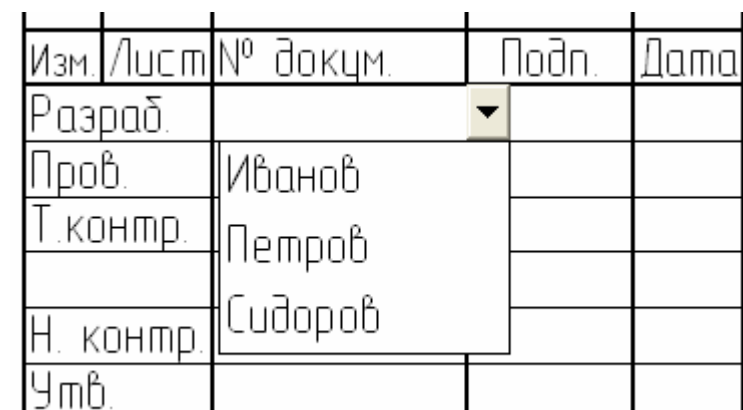 Изм. Лист № докум. Подп. Дата
Разраб.
Пров. Иванов
Т.контр. Петров
Сидоров
Н. контр.
Утв.